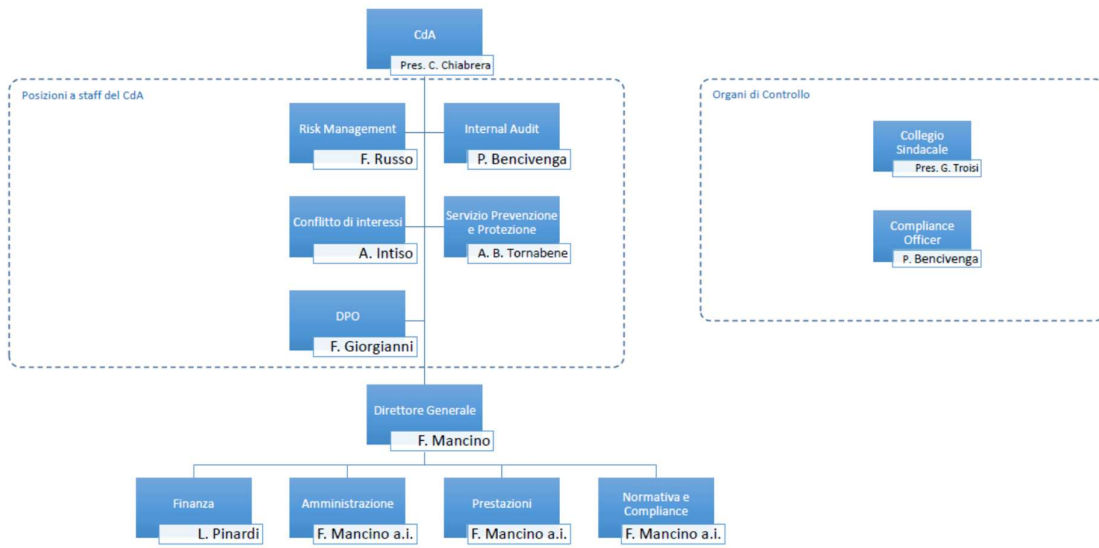 CdA
Pres. C. Chiabrera
Posizioni a staff del CdA
Organi di Controllo
Risk Management
F. Russo
Internal Audit
P. Bencivenga
Collegio
Sindacale
Pres. G. Troisi
Conflitto di interessi
A. Intiso
Servizio Prevenzione
e Protezione
A. B. Tornabene
Compliance
Officer
P. Bencivenga
DPO
F. Giorgianni
Direttore Generale
F. Mancino
Finanza
L. Pinardi
Amministrazione
F. Mancino a.i.
Prestazioni
F. Mancino a.i.
Normativa e
Compliance
F. Mancino a.i.